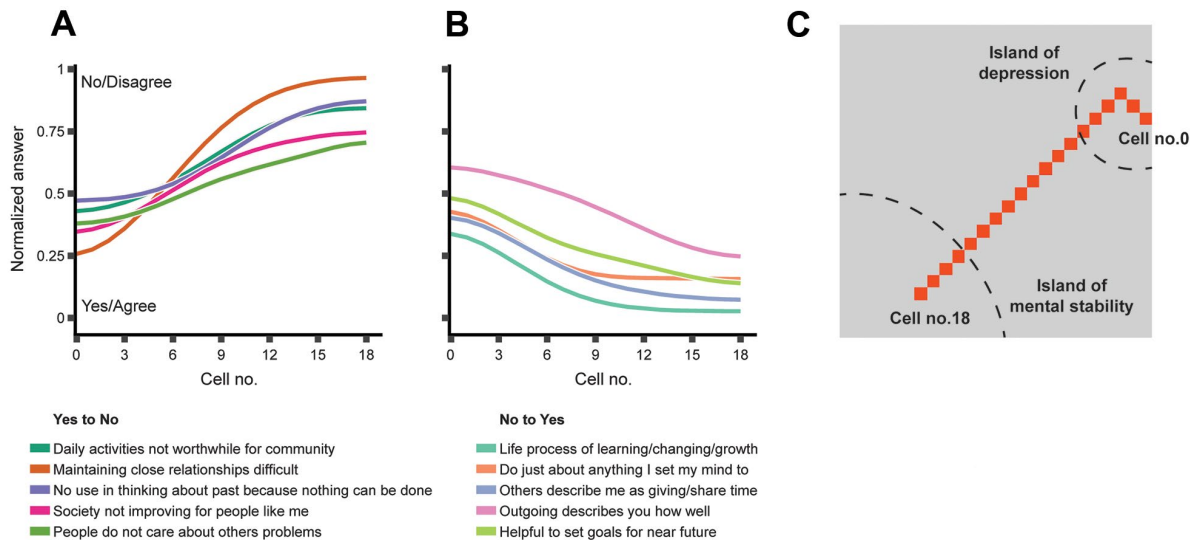 A
B
C
Normalized answer
1
0.75
0.5
0.25
0
No/Disagree
Yes/Agree
0 3 6 9 12 15 18
Cell no.
0 3 6 9 12 15 18
Cell no.
Island of
depression
Cell no.0
Island of
mental stability
Cell no.18
Yes to No
Daily activities not worthwhile for community
Maintaining close relationships difficult
No use in thinking about past because nothing can be done
Society not improving for people like me
People do not care about others problems
No to Yes
Life process of learning/changing/growth
Do just about anything I set my mind to
Others describe me as giving/share time
Outgoing describes you how well
Helpful to set goals for near future